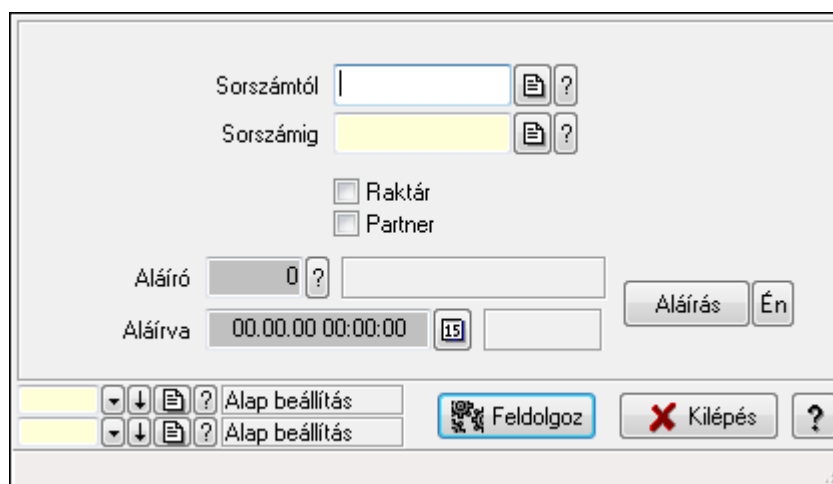 Sorszámtól ?
Sorszámig ?
Raktár
Partner
Aláíró 0 ?
Aláírás Én
Aláírva 00.00.00 00:00:00 15
? Alap beállítás
? Alap beállítás
Feldolgoz Kilépés ?